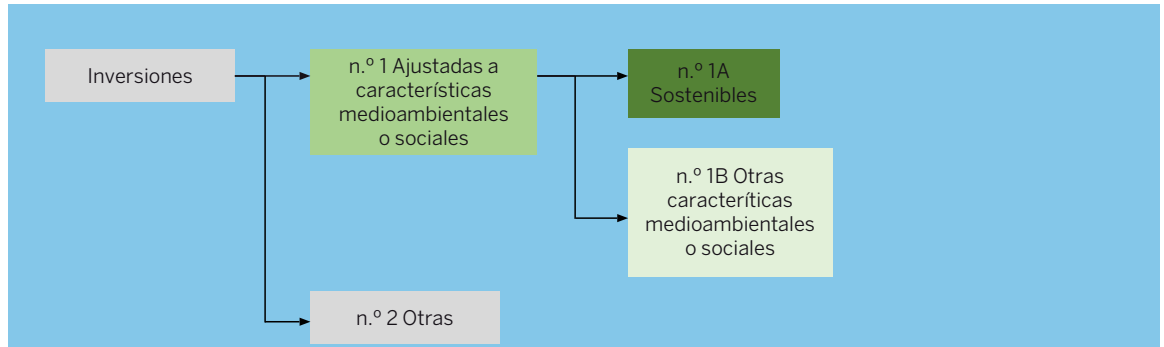 Inversiones
n.º 1 Ajustadas a
características
medioambientales
o sociales
n.º 1A
Sostenibles
n.º 1B Otras
caracteríticas
medioambientales
o sociales
n.º 2 Otras